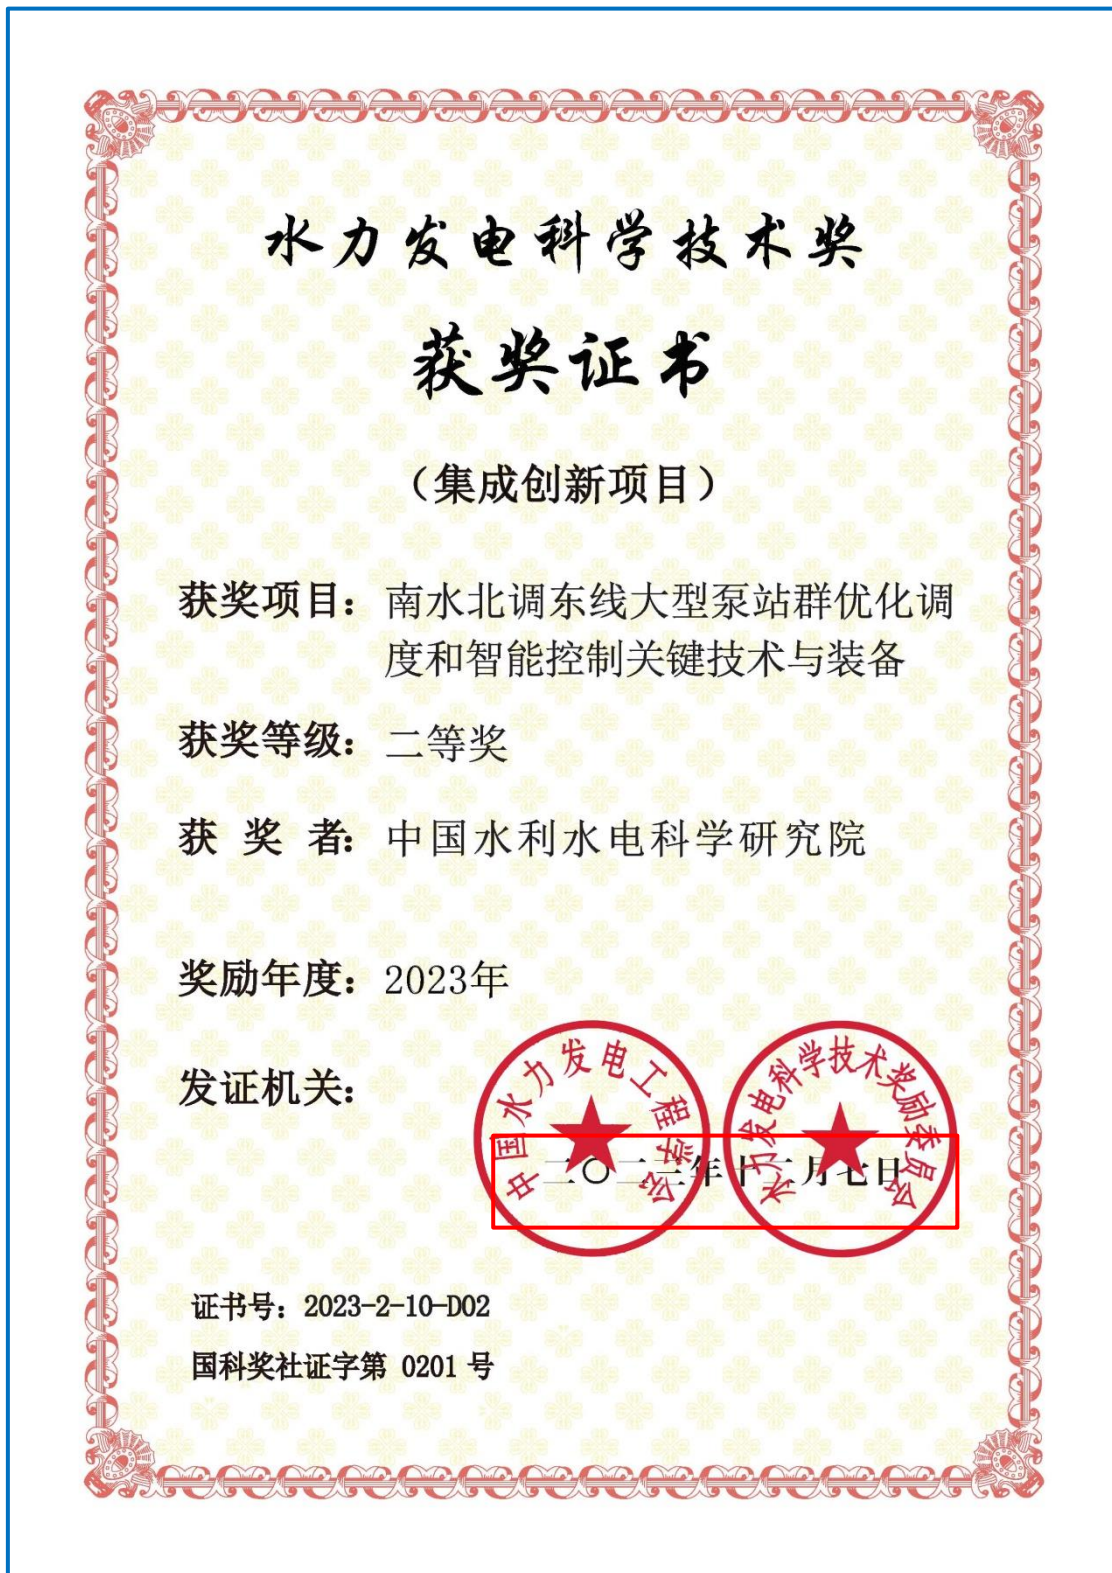 水力发电科学技术奖
获奖证书
（集成创新项目）
获奖项目：南水北调东线大型泵站群优化调
度和智能控制关键技术与装备
获奖等级：二等奖
获奖者：中国水利水电科学研究院
奖励年度：2023年
发证机关：
中国水力发电工程学会
水力发电科学技术奖励委员会
二〇二三年十二月七日
证书号：2023-2-10-D02
国科奖社证字第 0201 号